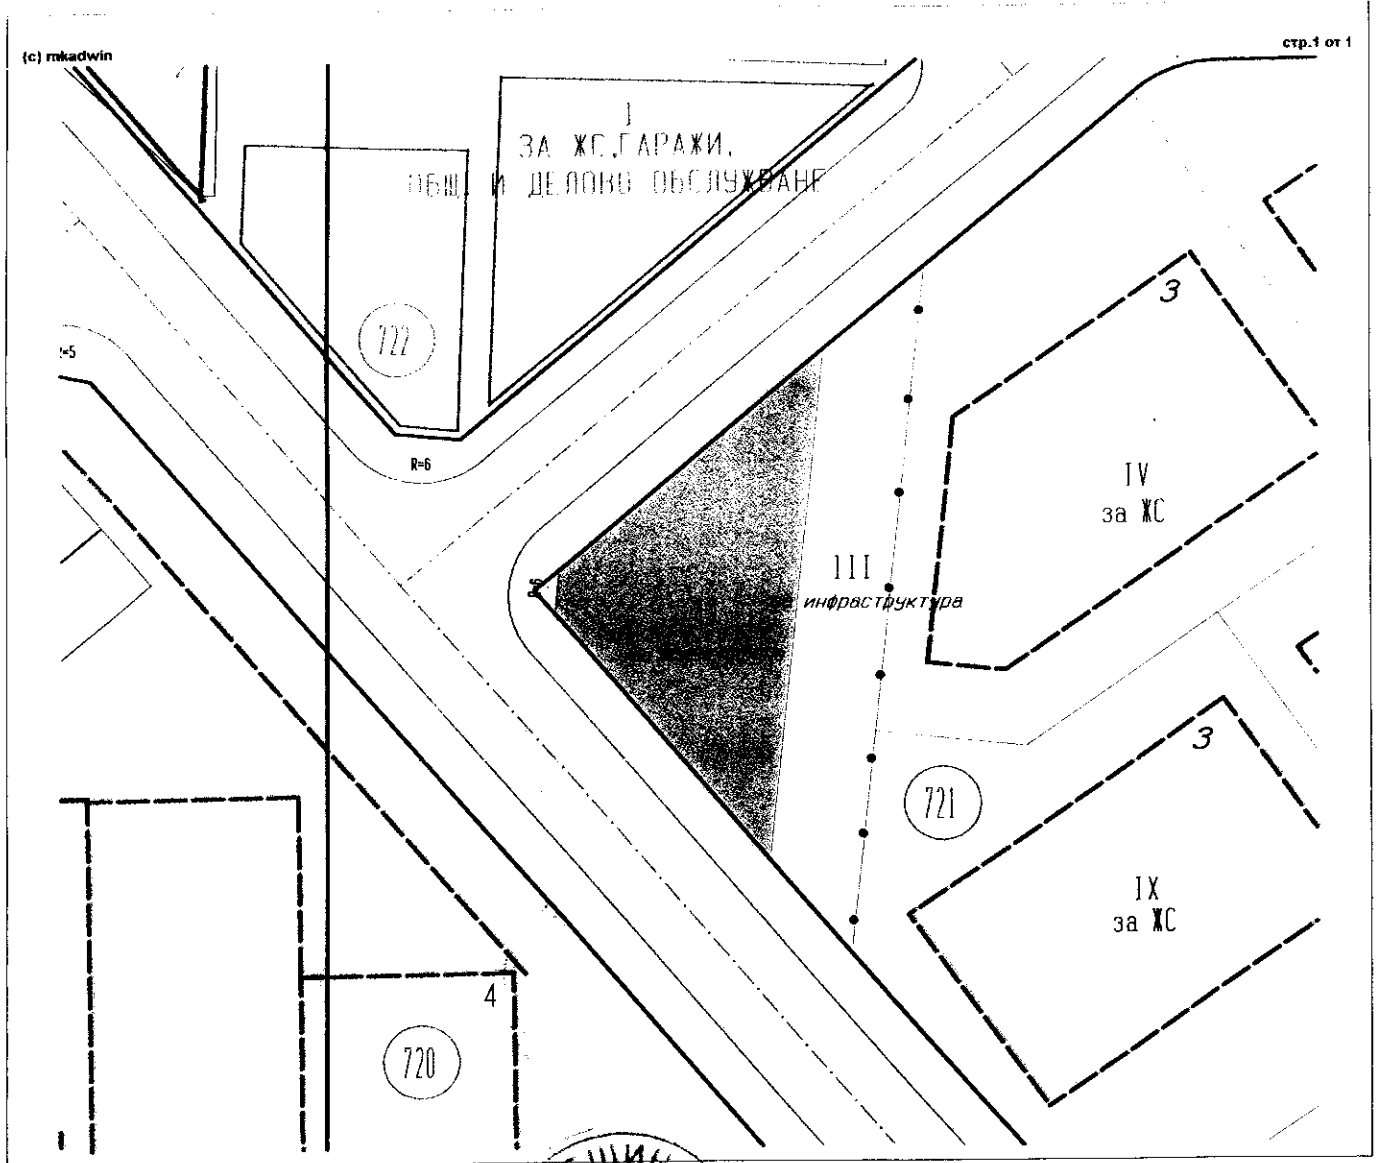 (c) mkadwin
стр.1 от 1
I
ЗА ЖС,ГАРАЖИ,
ОБЩ. И ДЕЛОВО ОБСЛУЖВАНЕ
3
722
R=6
IV
за ЖС
R=6
III
инфраструктура
3
721
IX
за ЖС
4
720